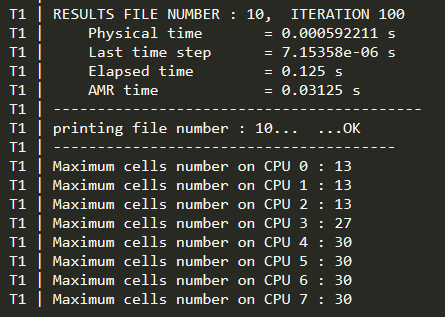 T1 |
T1 | RESULTS FILE NUMBER : 10,  ITERATION 100
T1 |     Physical time       = 0.000592211 s
T1 |     Last time step      = 7.15358e-06 s
T1 |     Elapsed time        = 0.125 s
T1 |     AMR time            = 0.03125 s
T1 | ------------------------------------------
T1 | printing file number : 10...  ...OK
T1 | ---------------------------------------
T1 | Maximum cells number on CPU 0 : 13
T1 | Maximum cells number on CPU 1 : 13
T1 | Maximum cells number on CPU 2 : 13
T1 | Maximum cells number on CPU 3 : 27
T1 | Maximum cells number on CPU 4 : 30
T1 | Maximum cells number on CPU 5 : 30
T1 | Maximum cells number on CPU 6 : 30
T1 | Maximum cells number on CPU 7 : 30